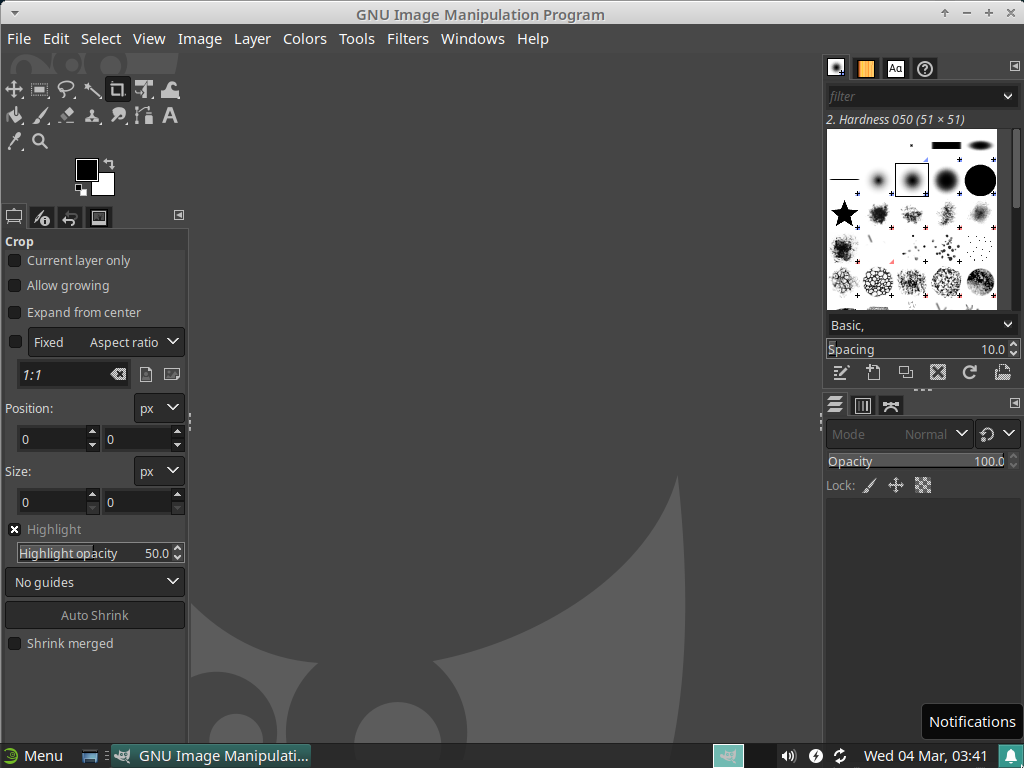 GNU Image Manipulation Program
File Edit Select View Image Layer Colors Tools Filters Windows Help
filter
2. Hardness 050 (51 × 51)
Basic,
Spacing 10.0
Mode Normal
Opacity 100.0
Lock:
Crop
Current layer only
Allow growing
Expand from center
Fixed Aspect ratio
1:1
Position: px
0 0
Size: px
0 0
Highlight
Highlight opacity 50.0
No guides
Auto Shrink
Shrink merged
Notifications
Menu GNU Image Manipulati... Wed 04 Mar, 03:41